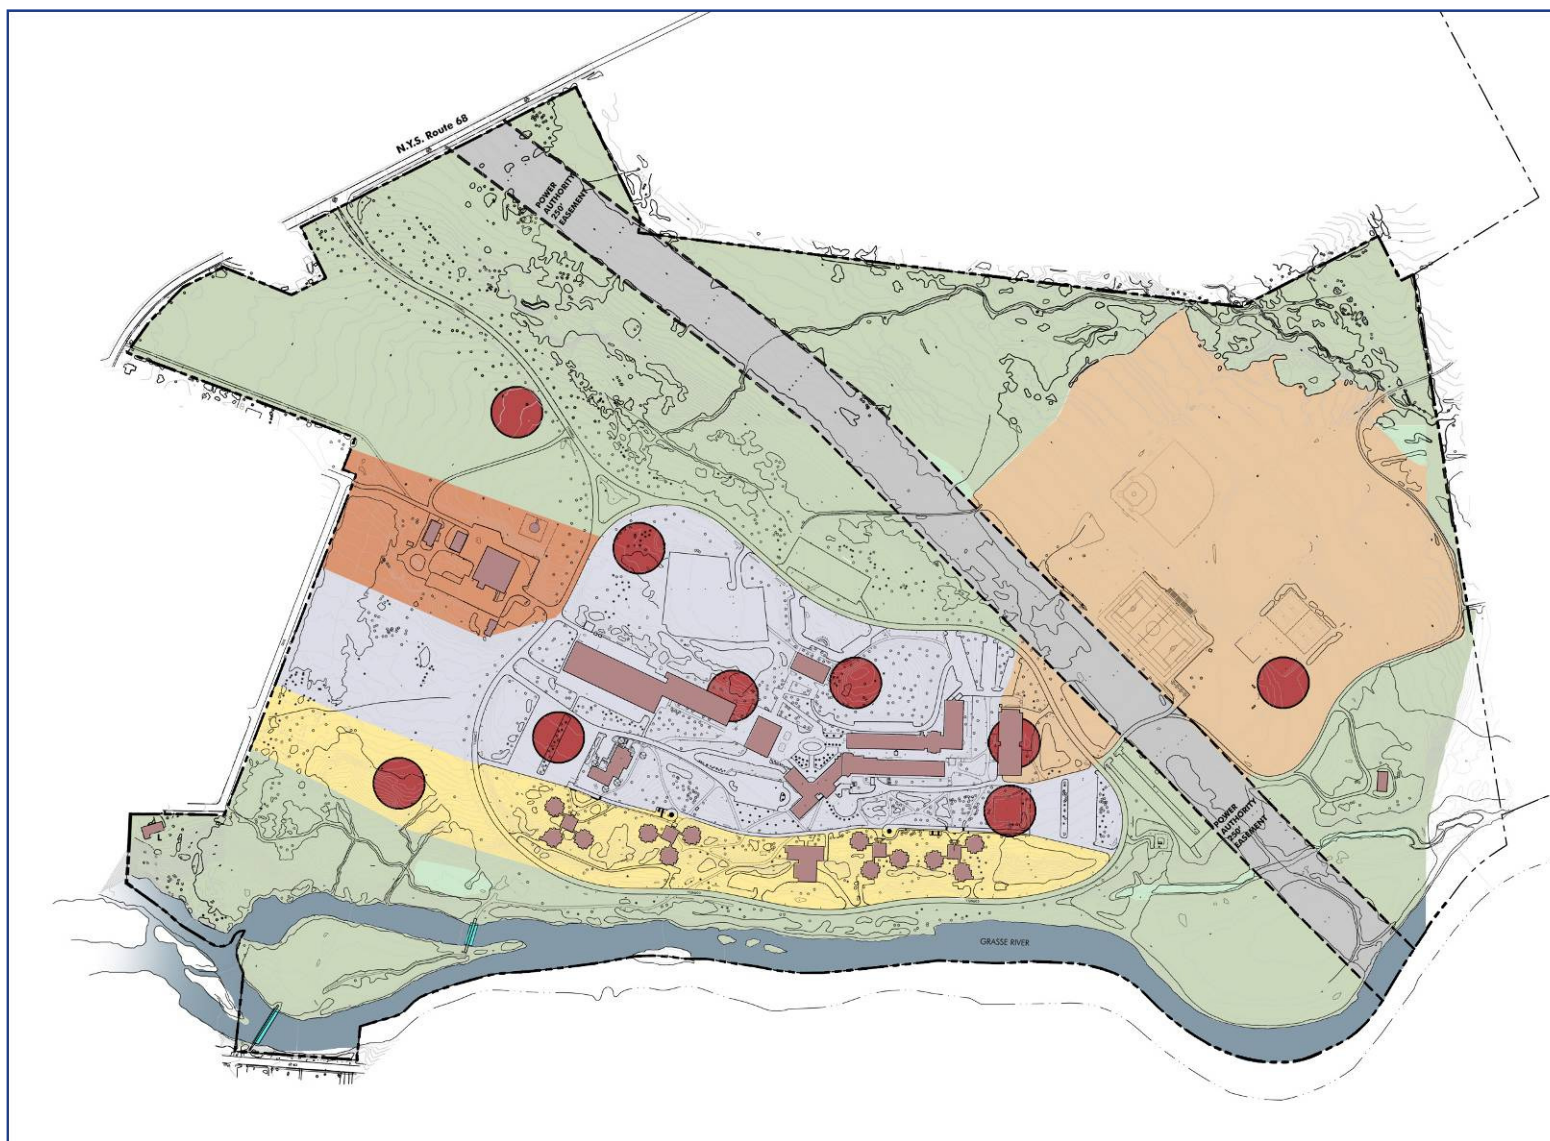 N.Y.S. Route 68
POWER
AUTHORITY
250'
EASEMENT
POWER
AUTHORITY
250'
EASEMENT
GRASSE RIVER